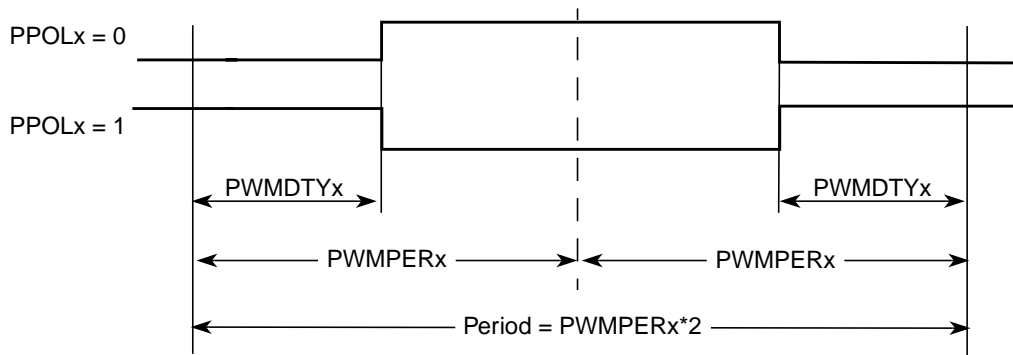 PPOLx = 0
PPOLx = 1
PWMDTYx
PWMDTYx
PWMPERx
PWMPERx
Period = PWMPERx*2